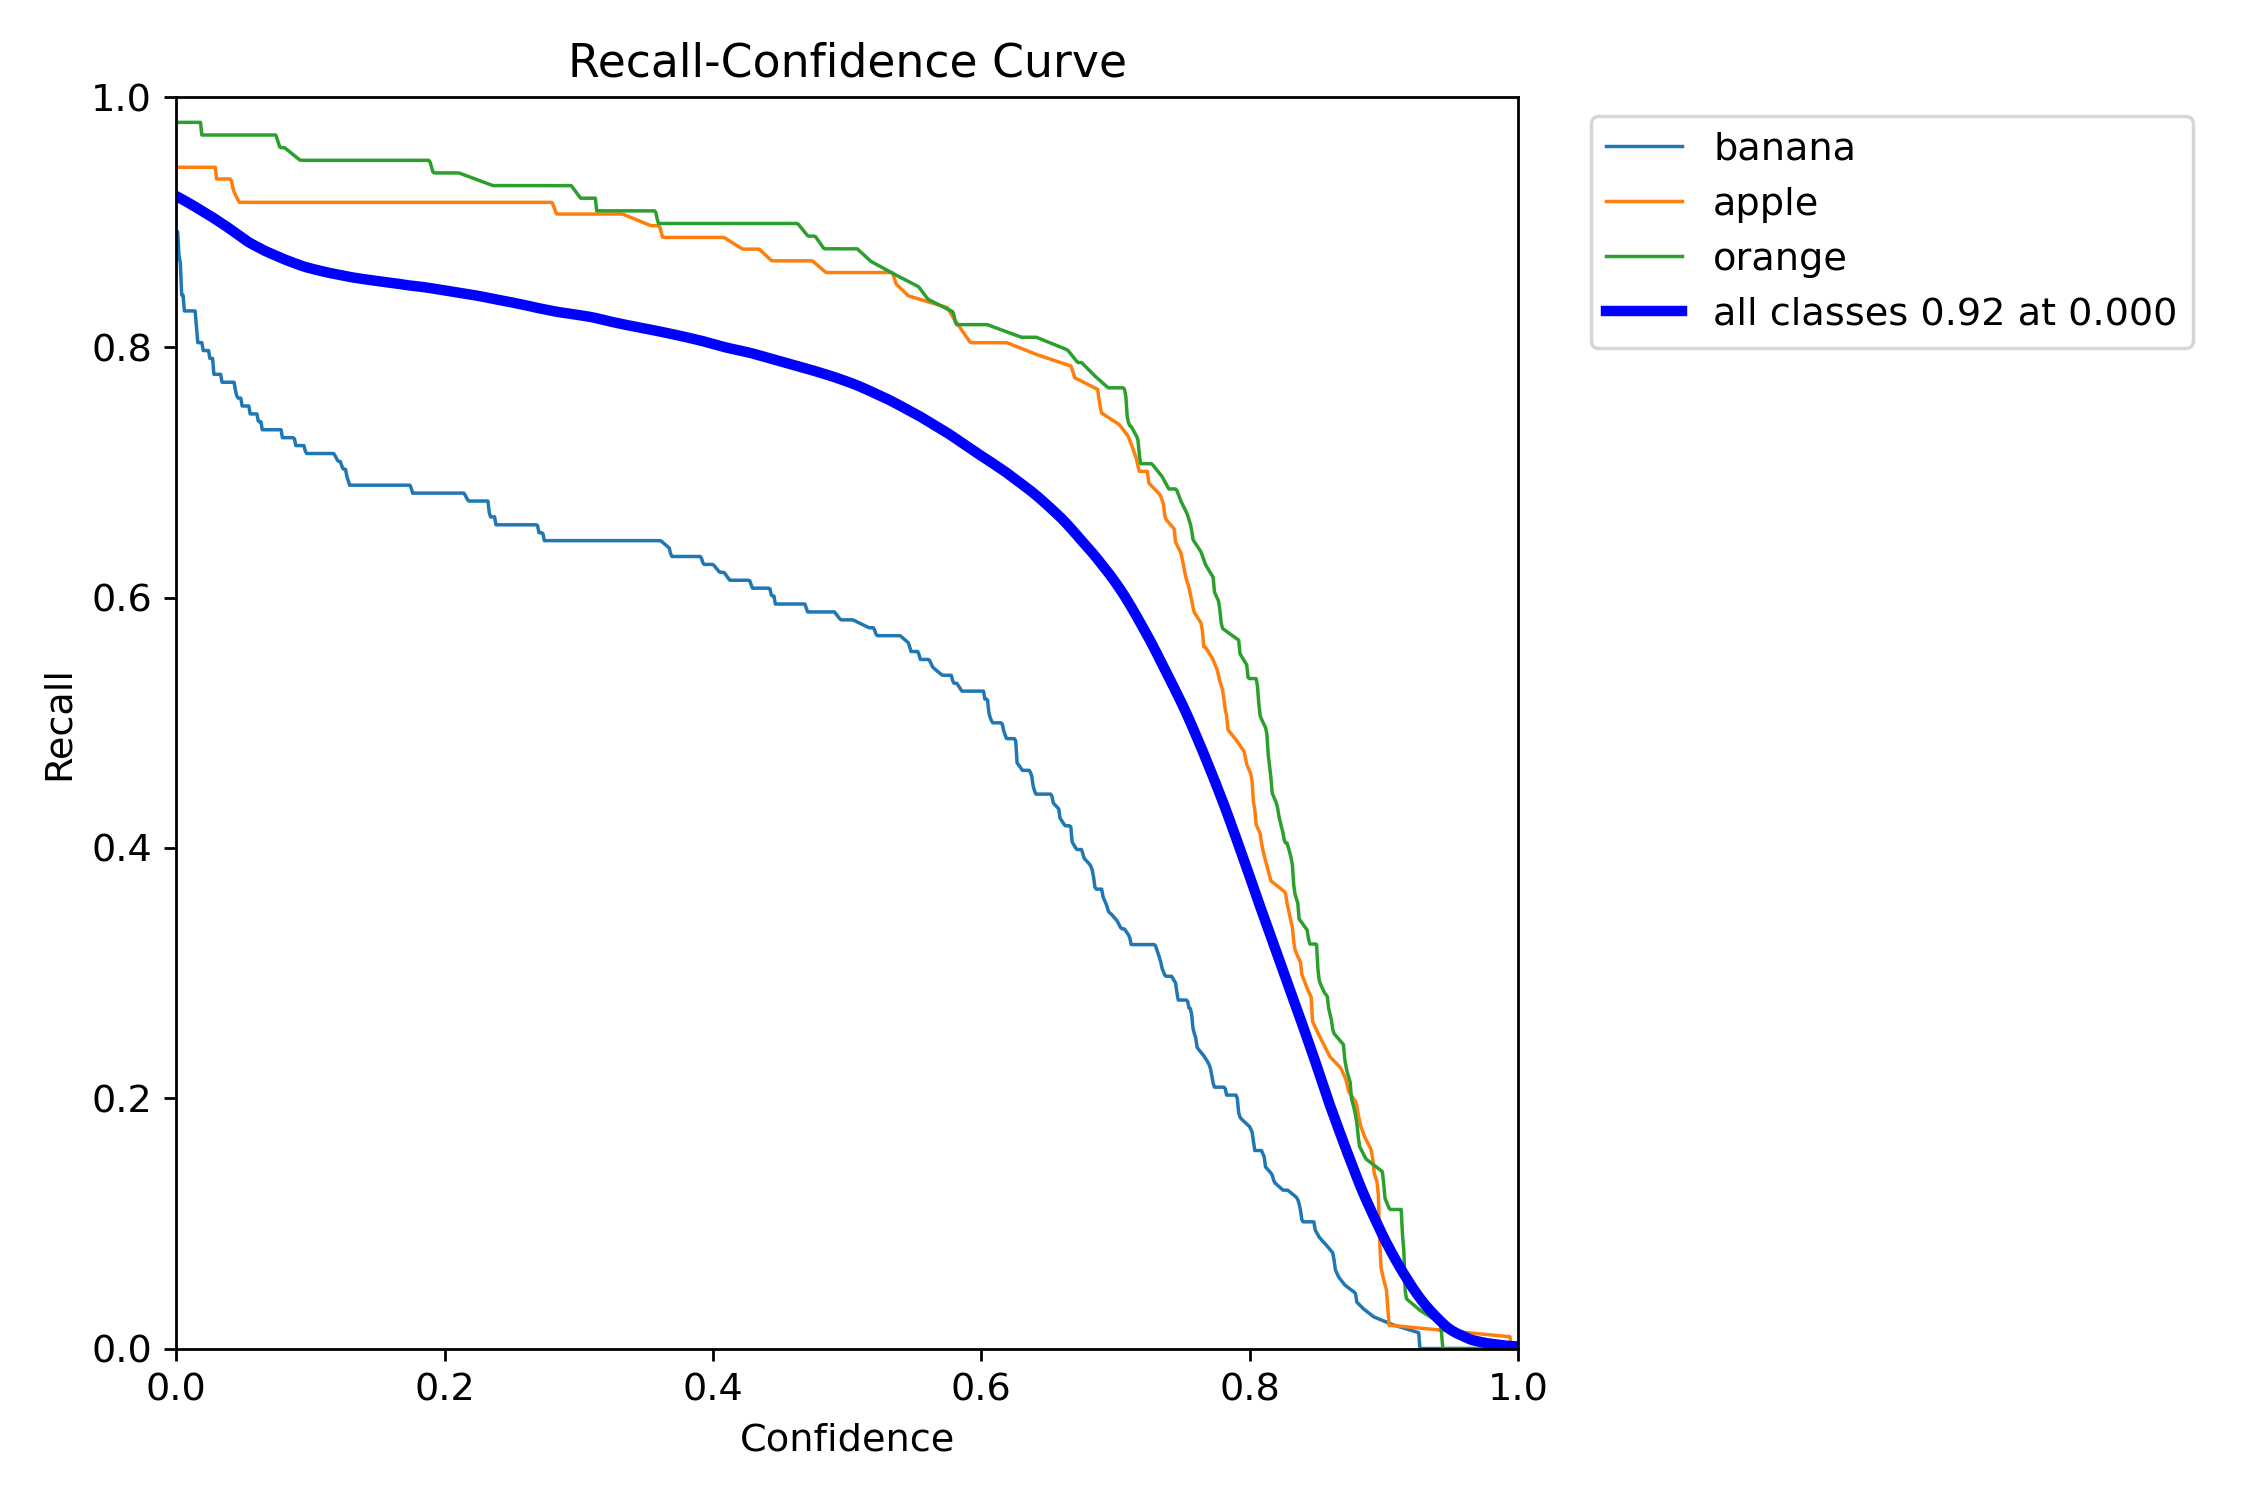 Recall-Confidence Curve
1.0
0.8
0.6
0.4
0.2
0.0
Recall
0.0 0.2 0.4 0.6 0.8 1.0
Confidence
banana
apple
orange
all classes 0.92 at 0.000